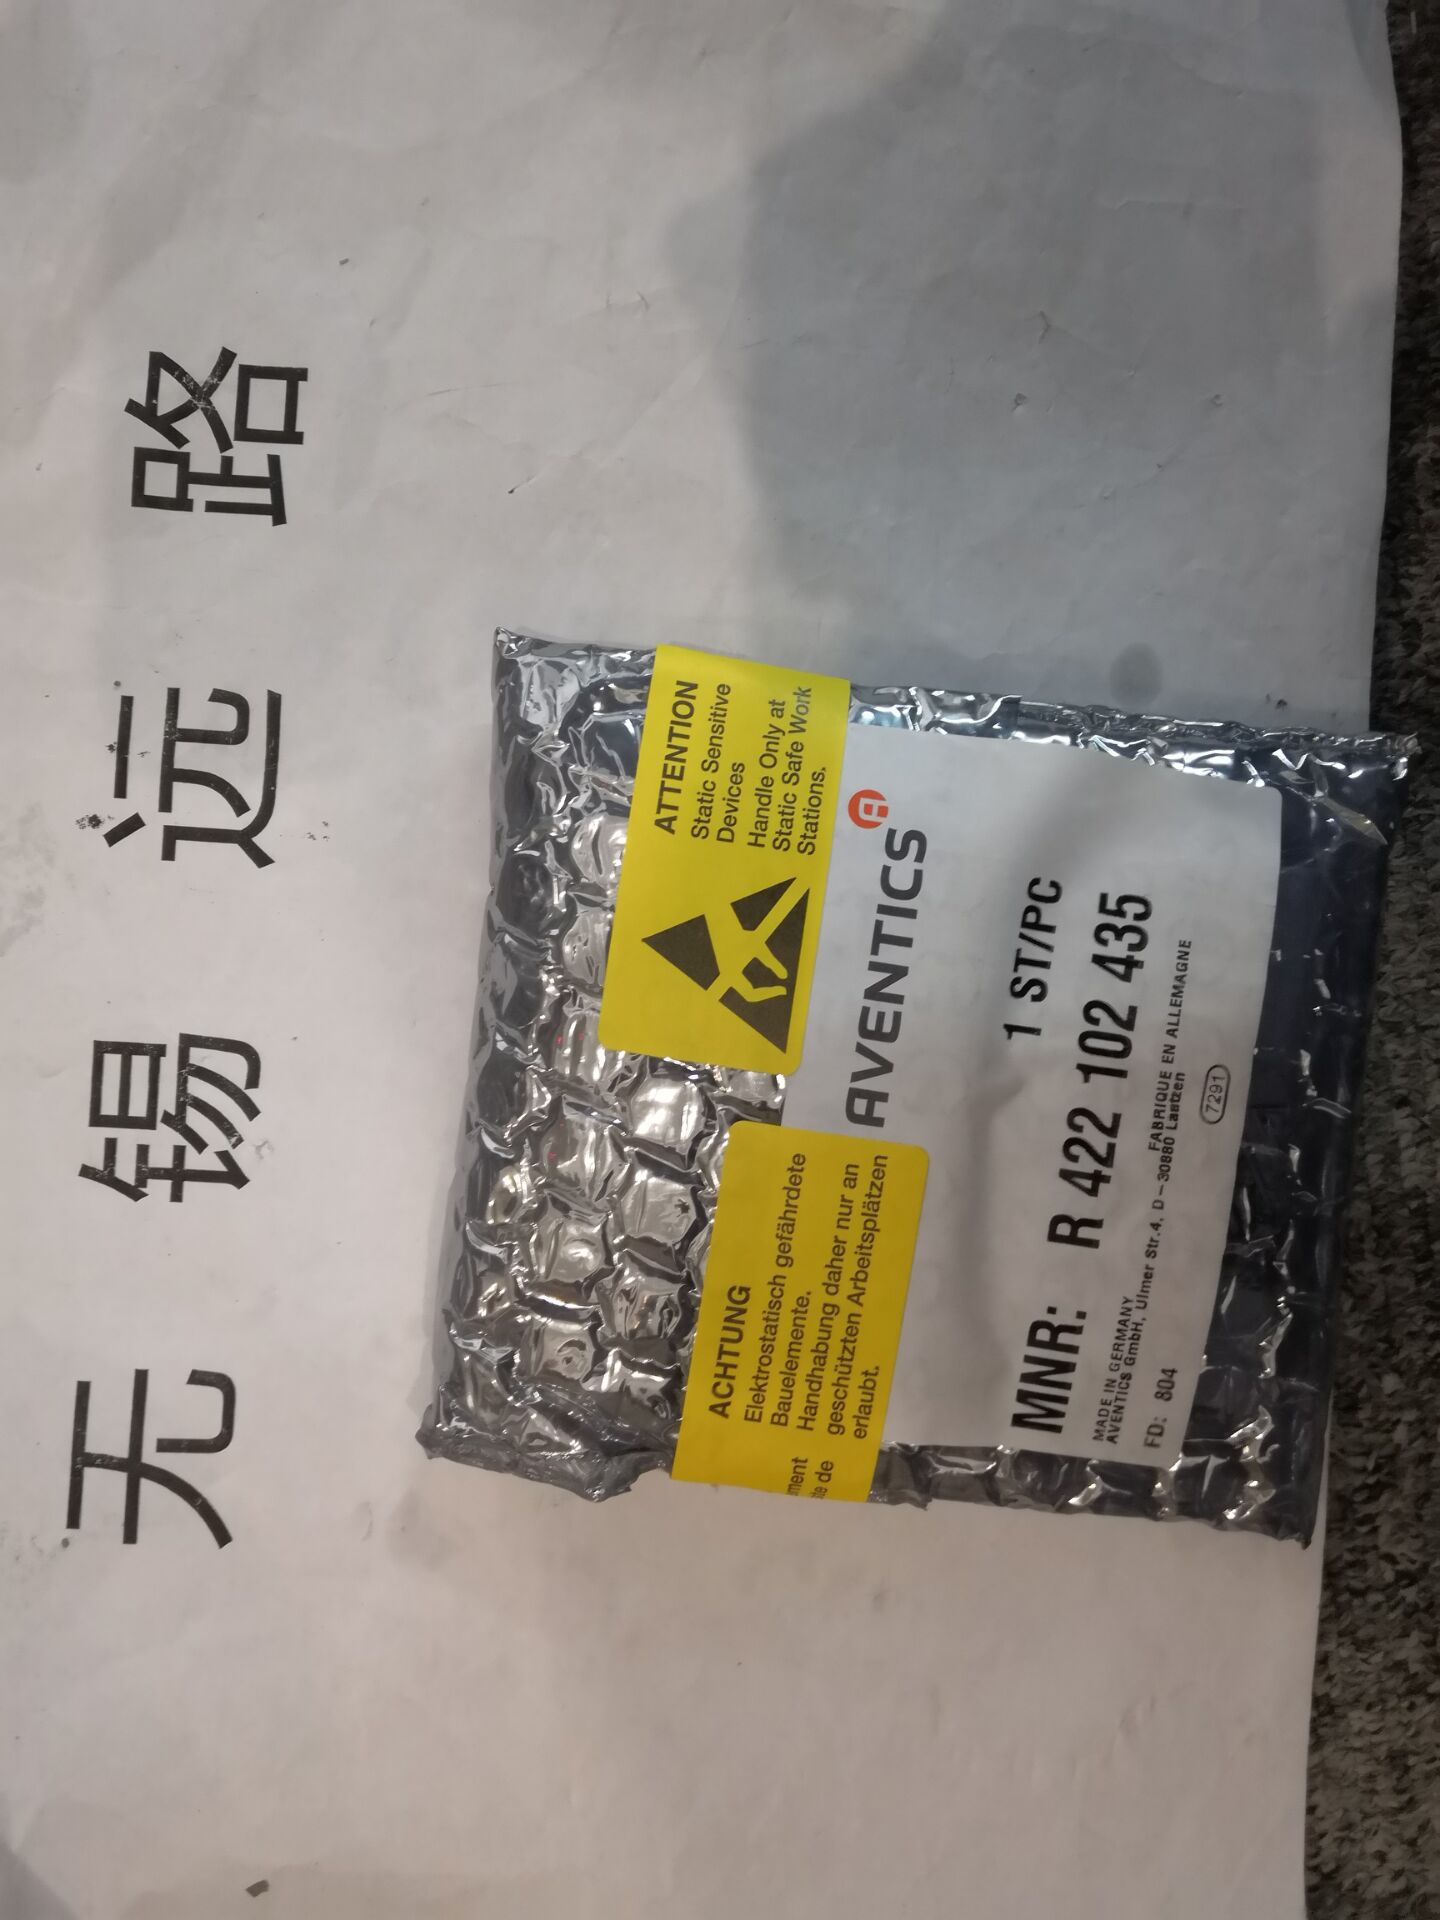 无锡远路
ATTENTION
Static Sensitive
Devices
Handle Only at
Static Safe Work
Stations.
ACHTUNG
Elektrostatisch gefährdete
Bauelemente.
Handhabung daher nur an
geschützten Arbeitsplätzen
erlaubt.
de
AVENTICS
1 ST/PC
MNR: R 422 102 435
MADE IN GERMANY FABRIQUE EN ALLEMAGNE
AVENTICS GmbH, Ulmer Str.4, D-30880 Laatzen
FD: 804 7291